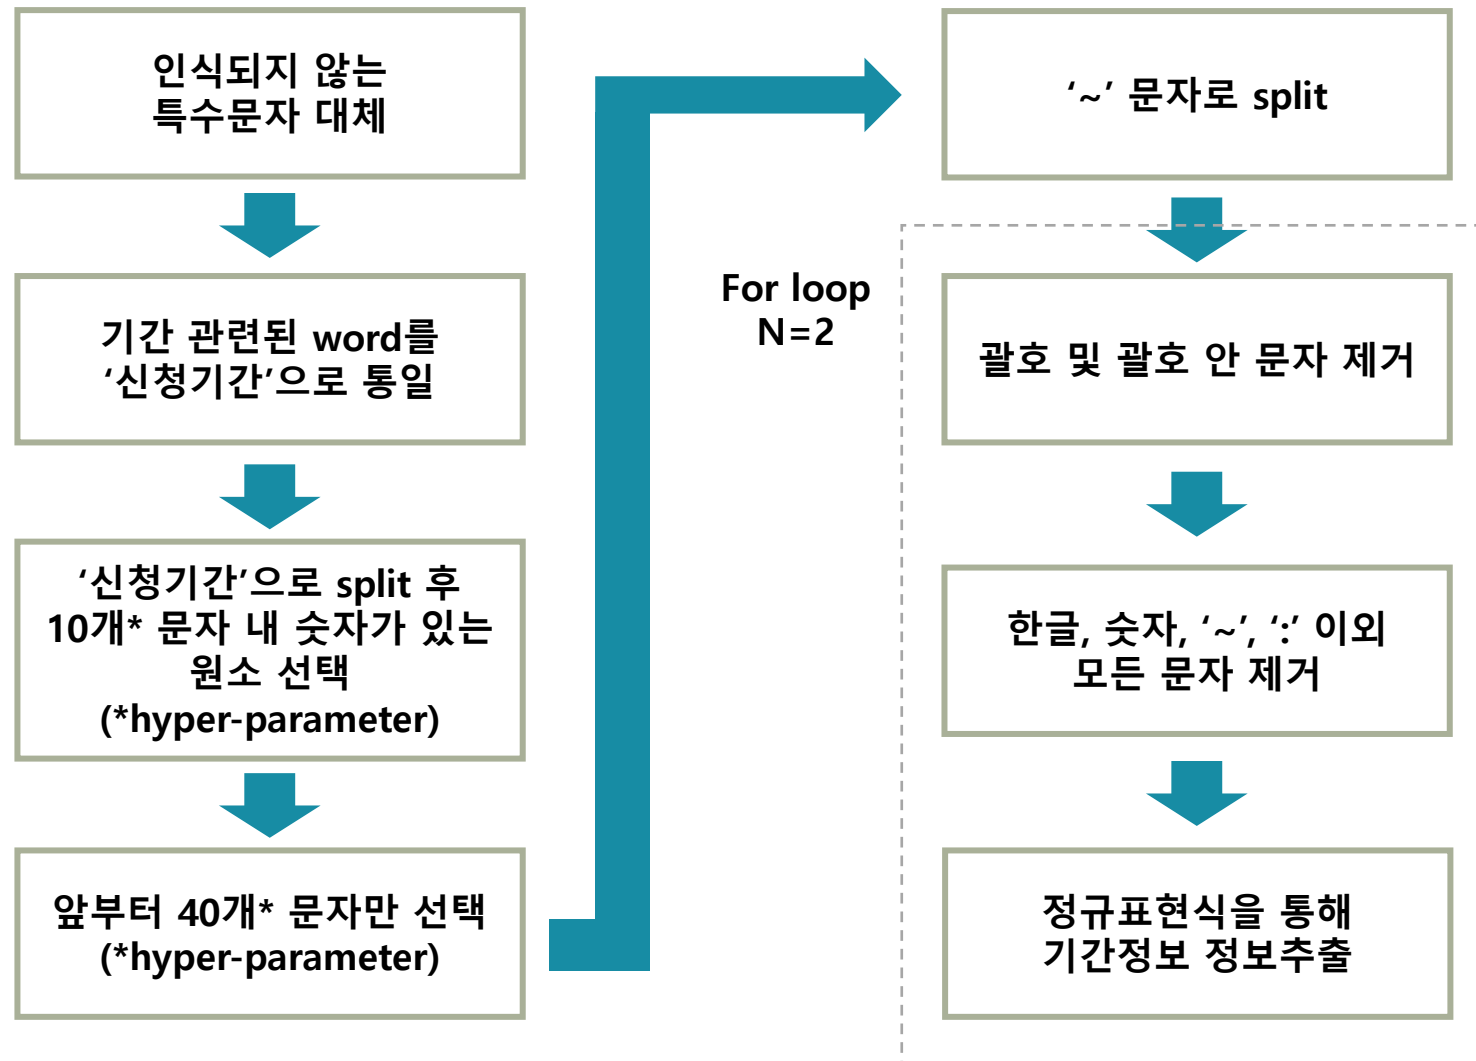 인식되지 않는
특수문자 대체
기간 관련된 word를
‘신청기간’으로 통일
‘신청기간’으로 split 후
10개* 문자 내 숫자가 있는
원소 선택
(*hyper-parameter)
앞부터 40개* 문자만 선택
(*hyper-parameter)
For loop
N=2
‘~’ 문자로 split
괄호 및 괄호 안 문자 제거
한글, 숫자, ‘~’, ‘:’ 이외
모든 문자 제거
정규표현식을 통해
기간정보 정보추출